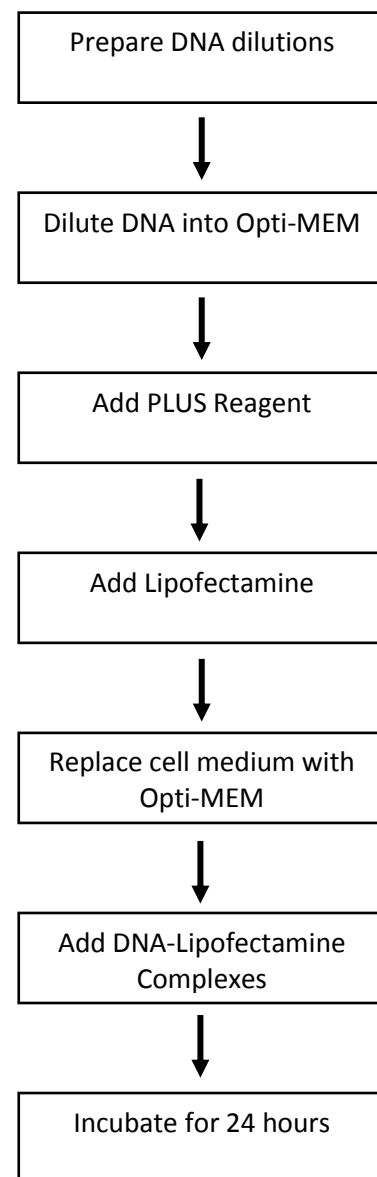 Prepare DNA dilutions
Dilute DNA into Opti-MEM
Add PLUS Reagent
Add Lipofectamine
Replace cell medium with
Opti-MEM
Add DNA-Lipofectamine
Complexes
Incubate for 24 hours